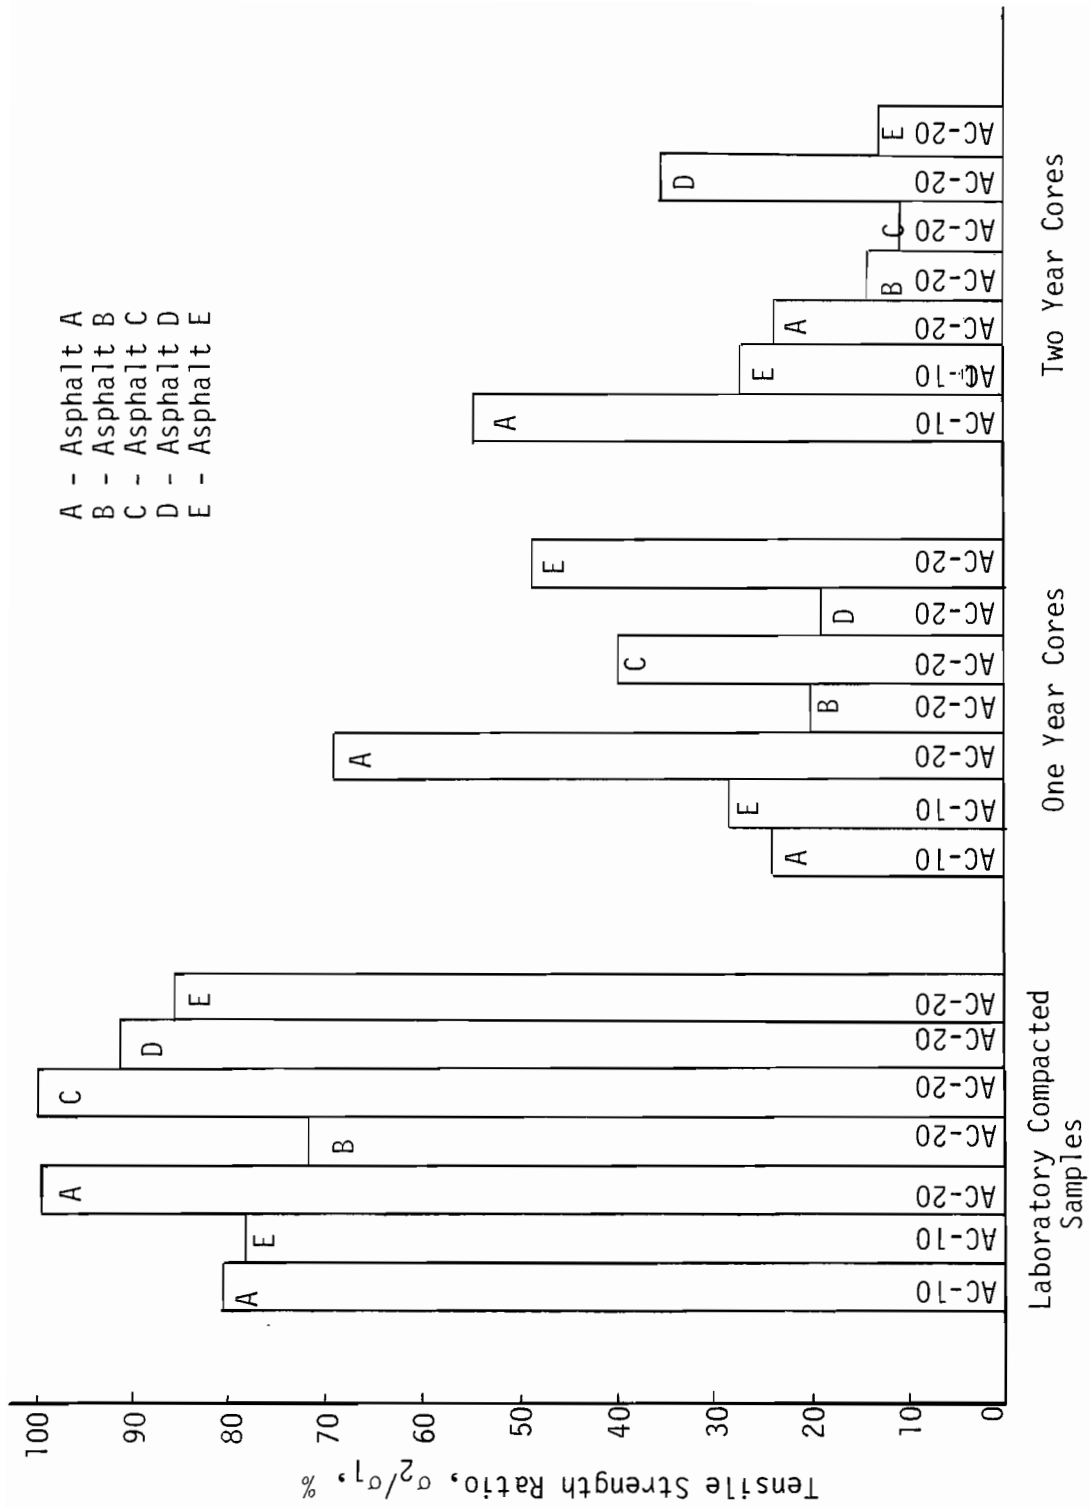 Tensile Strength Ratio, σ₂/σ₁, %
100
90
80
70
60
50
40
30
20
10
0
A - Asphalt A
B - Asphalt B
C - Asphalt C
D - Asphalt D
E - Asphalt E
A
E
A
B
C
D
E
AC-10
AC-10
AC-20
AC-20
AC-20
AC-20
AC-20
Laboratory Compacted
Samples
A
E
A
B
C
D
E
AC-10
AC-10
AC-20
AC-20
AC-20
AC-20
AC-20
One Year Cores
A
E
A
B
C
D
E
AC-10
AC-10
AC-20
AC-20
AC-20
AC-20
AC-20
Two Year Cores